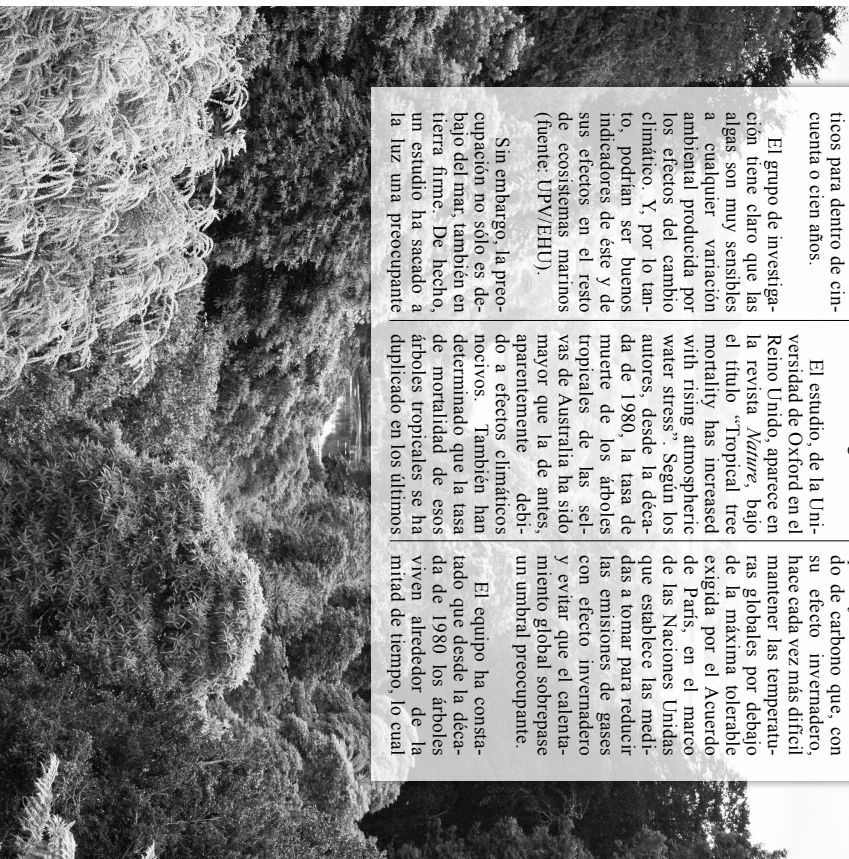 ticos para dentro de cin-
cuenta o cien años.
El grupo de investiga-
ción tiene claro que las
algas son muy sensibles
a cualquier variación
ambiental producida por
los efectos del cambio
climático. Y, por lo tan-
to, podrían ser buenos
indicadores de éste y de
sus efectos en el resto
de ecosistemas marinos
(fuente: UPV/EHU).
Sin embargo, la preo-
cupación no solo es de-
bajo del mar, también en
tierra firme. De hecho,
un estudio ha sacado a
la luz una preocupante
El estudio, de la Uni-
versidad de Oxford en el
Reino Unido, aparece en
la revista Nature, bajo
el título “Tropical tree
mortality has increased
with rising atmospheric
water stress”. Según los
autores, desde la déca-
da de 1980, la tasa de
muerte de los árboles
tropicales de las sel-
vas de Australia ha sido
mayor que la de antes,
aparentemente debi-
do a efectos climáticos
nocivos. También han
determinado que la tasa
de mortalidad de esos
árboles tropicales se ha
duplicado en los últimos
do de carbono que, con
su efecto invernadero,
hace cada vez más difícil
mantener las temperatu-
ras globales por debajo
de la máxima tolerable
exigida por el Acuerdo
de París, en el marco
de las Naciones Unidas
que establece las medi-
das a tomar para reducir
las emisiones de gases
con efecto invernadero
y evitar que el calenta-
miento global sobrepase
un umbral preocupante.
El equipo ha consta-
tado que desde la déca-
da de 1980 los árboles
viven alrededor de la
mitad de tiempo, lo cual